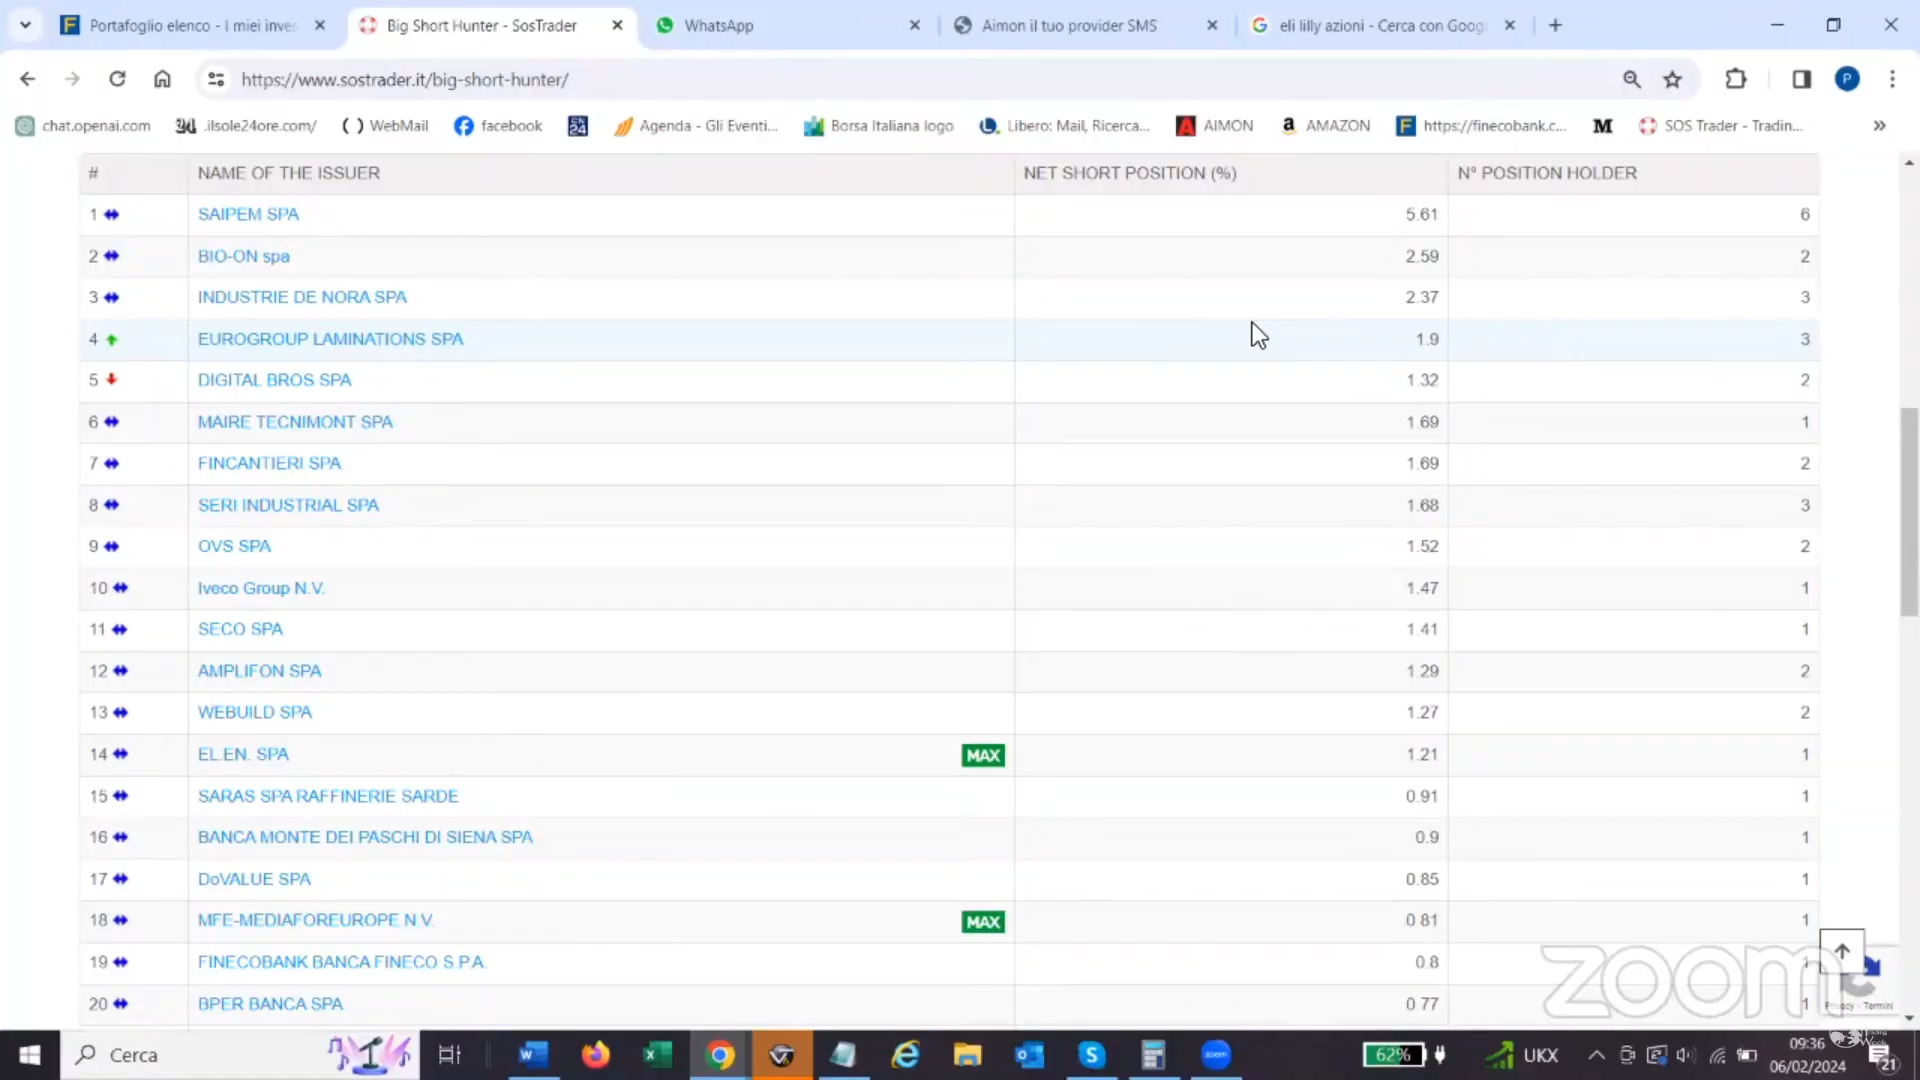 Portafoglio elenco - I miei inves
Big Short Hunter - SosTrader
WhatsApp
Aimon il tuo provider SMS
eli lilly azioni - Cerca con Goog
https://www.sostrader.it/big-short-hunter/
P
chat.openai.com
.ilsole24ore.com/
WebMail
facebook
Agenda - Gli Eventi...
Borsa Italiana logo
Libero: Mail, Ricerca...
AIMON
AMAZON
https://finecobank.c...
SOS Trader - Tradin...
# NAME OF THE ISSUER NET SHORT POSITION (%) N° POSITION HOLDER
1 SAIPEM SPA 5.61 6
2 BIO-ON spa 2.59 2
3 INDUSTRIE DE NORA SPA 2.37 3
4 EUROGROUP LAMINATIONS SPA 1.9 3
5 DIGITAL BROS SPA 1.32 2
6 MAIRE TECNIMONT SPA 1.69 1
7 FINCANTIERI SPA 1.69 2
8 SERI INDUSTRIAL SPA 1.68 3
9 OVS SPA 1.52 2
10 Iveco Group N.V. 1.47 1
11 SECO SPA 1.41 1
12 AMPLIFON SPA 1.29 2
13 WEBUILD SPA 1.27 2
14 EL.EN. SPA MAX 1.21 1
15 SARAS SPA RAFFINERIE SARDE 0.91 1
16 BANCA MONTE DEI PASCHI DI SIENA SPA 0.9 1
17 DoVALUE SPA 0.85 1
18 MFE-MEDIAFOREUROPE N.V. MAX 0.81 1
19 FINECOBANK BANCA FINECO S.P.A. 0.8
20 BPER BANCA SPA 0.77 1
zoom
Privacy - Termini
Cerca
62%
UKX
09:36
06/02/2024
21